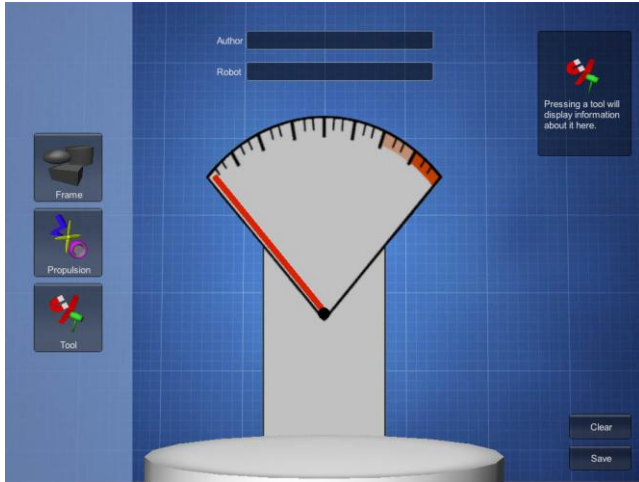 Author
Robot
Pressing a tool will
display information
about it here.
Frame
Propulsion
Tool
Clear
Save